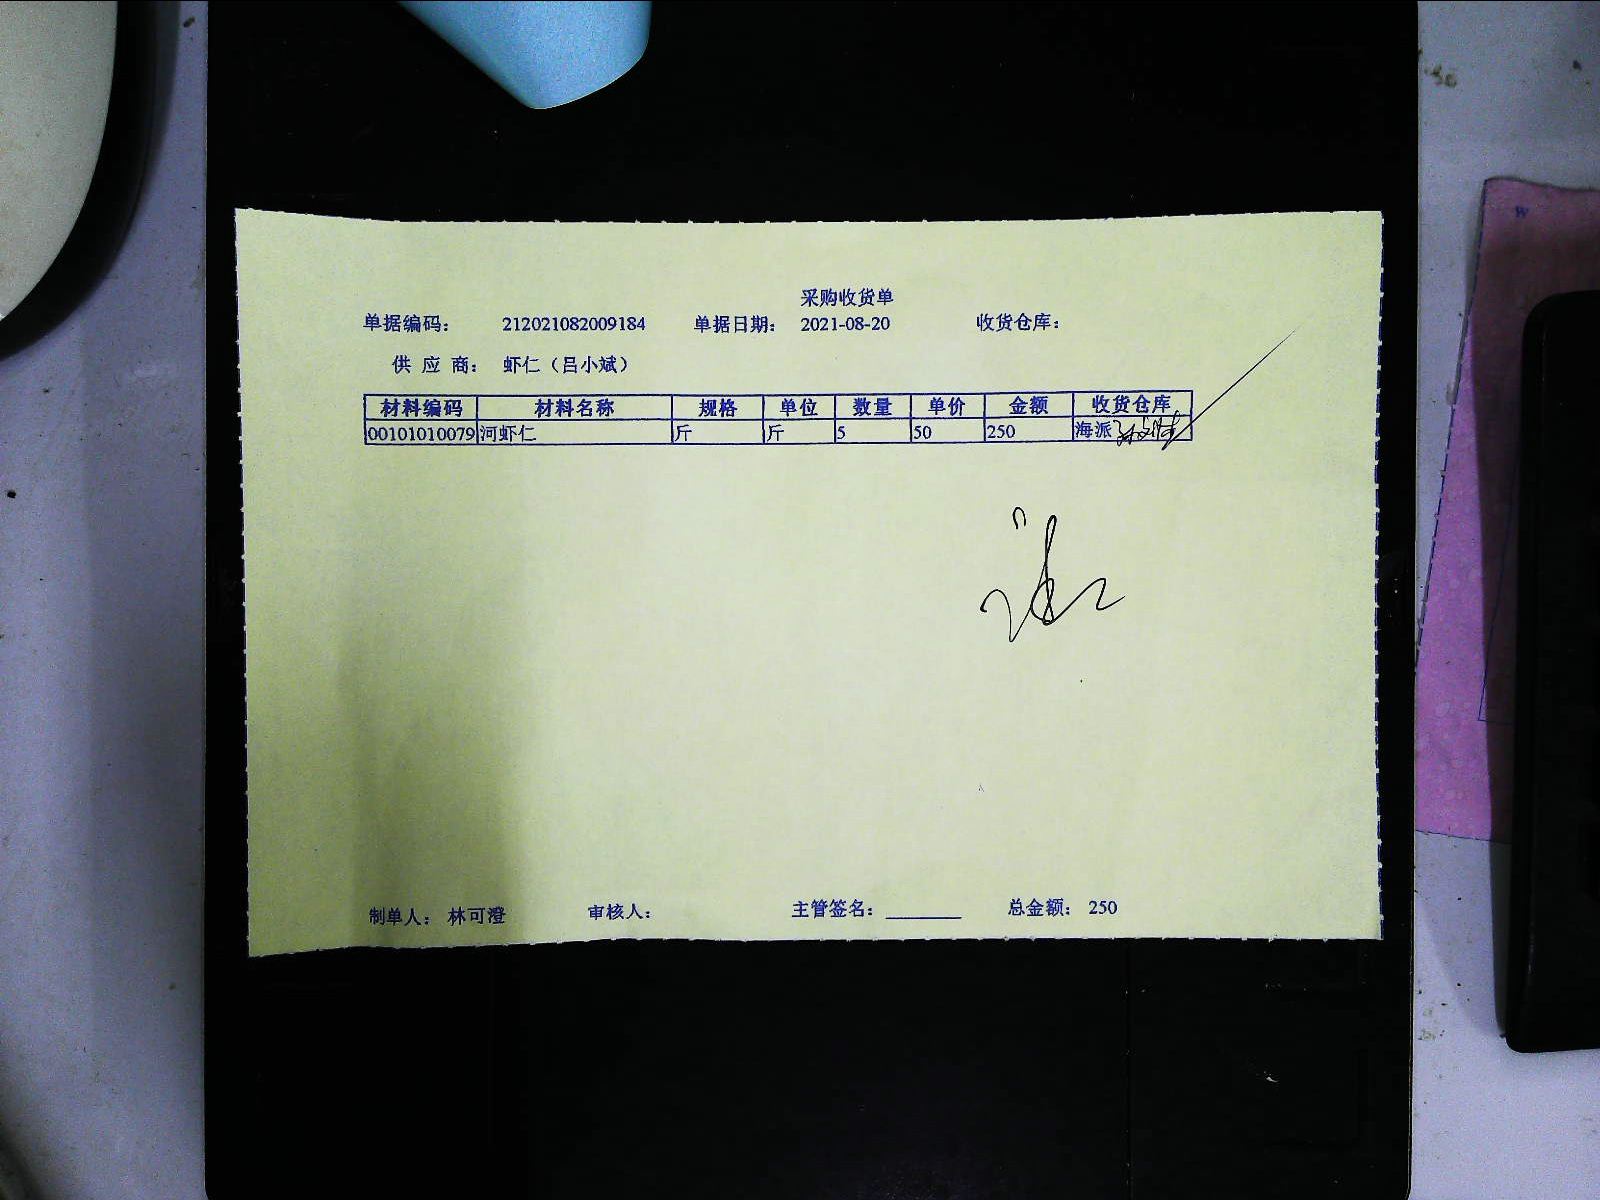 采购收货单
单据编码： 212021082009184 单据日期： 2021-08-20 收货仓库：
供 应 商： 虾仁（吕小斌）
材料编码 材料名称 规格 单位 数量 单价 金额 收货仓库
00101010079 河虾仁 斤 斤 5 50 250 海派
制单人： 林可澄 审核人： 主管签名： 总金额： 250
W